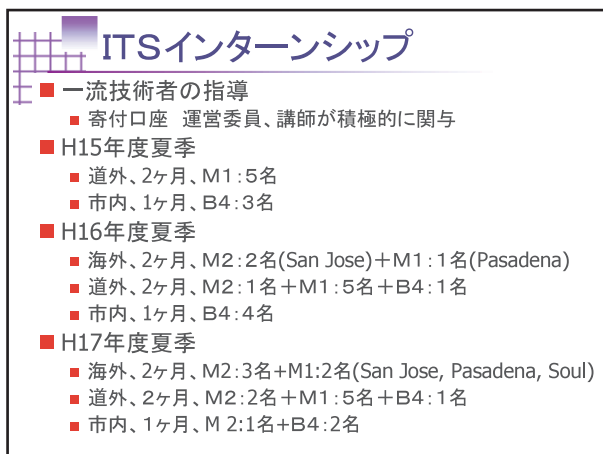 ITSインターンシップ
一流技術者の指導
寄付口座　運営委員、講師が積極的に関与
H15年度夏季
道外、2ヶ月、M1：5名
市内、1ヶ月、B4：3名
H16年度夏季
海外、2ヶ月、M2：2名(San Jose)＋M1：1名(Pasadena)
道外、2ヶ月、M2：1名＋M1：5名＋B4：1名
市内、1ヶ月、B4：4名
H17年度夏季
海外、2ヶ月、M2:3名+M1:2名(San Jose, Pasadena, Soul)
道外、２ヶ月、M2：2名＋M1：5名＋B4：1名
市内、１ヶ月、Ｍ2:1名+B4：2名